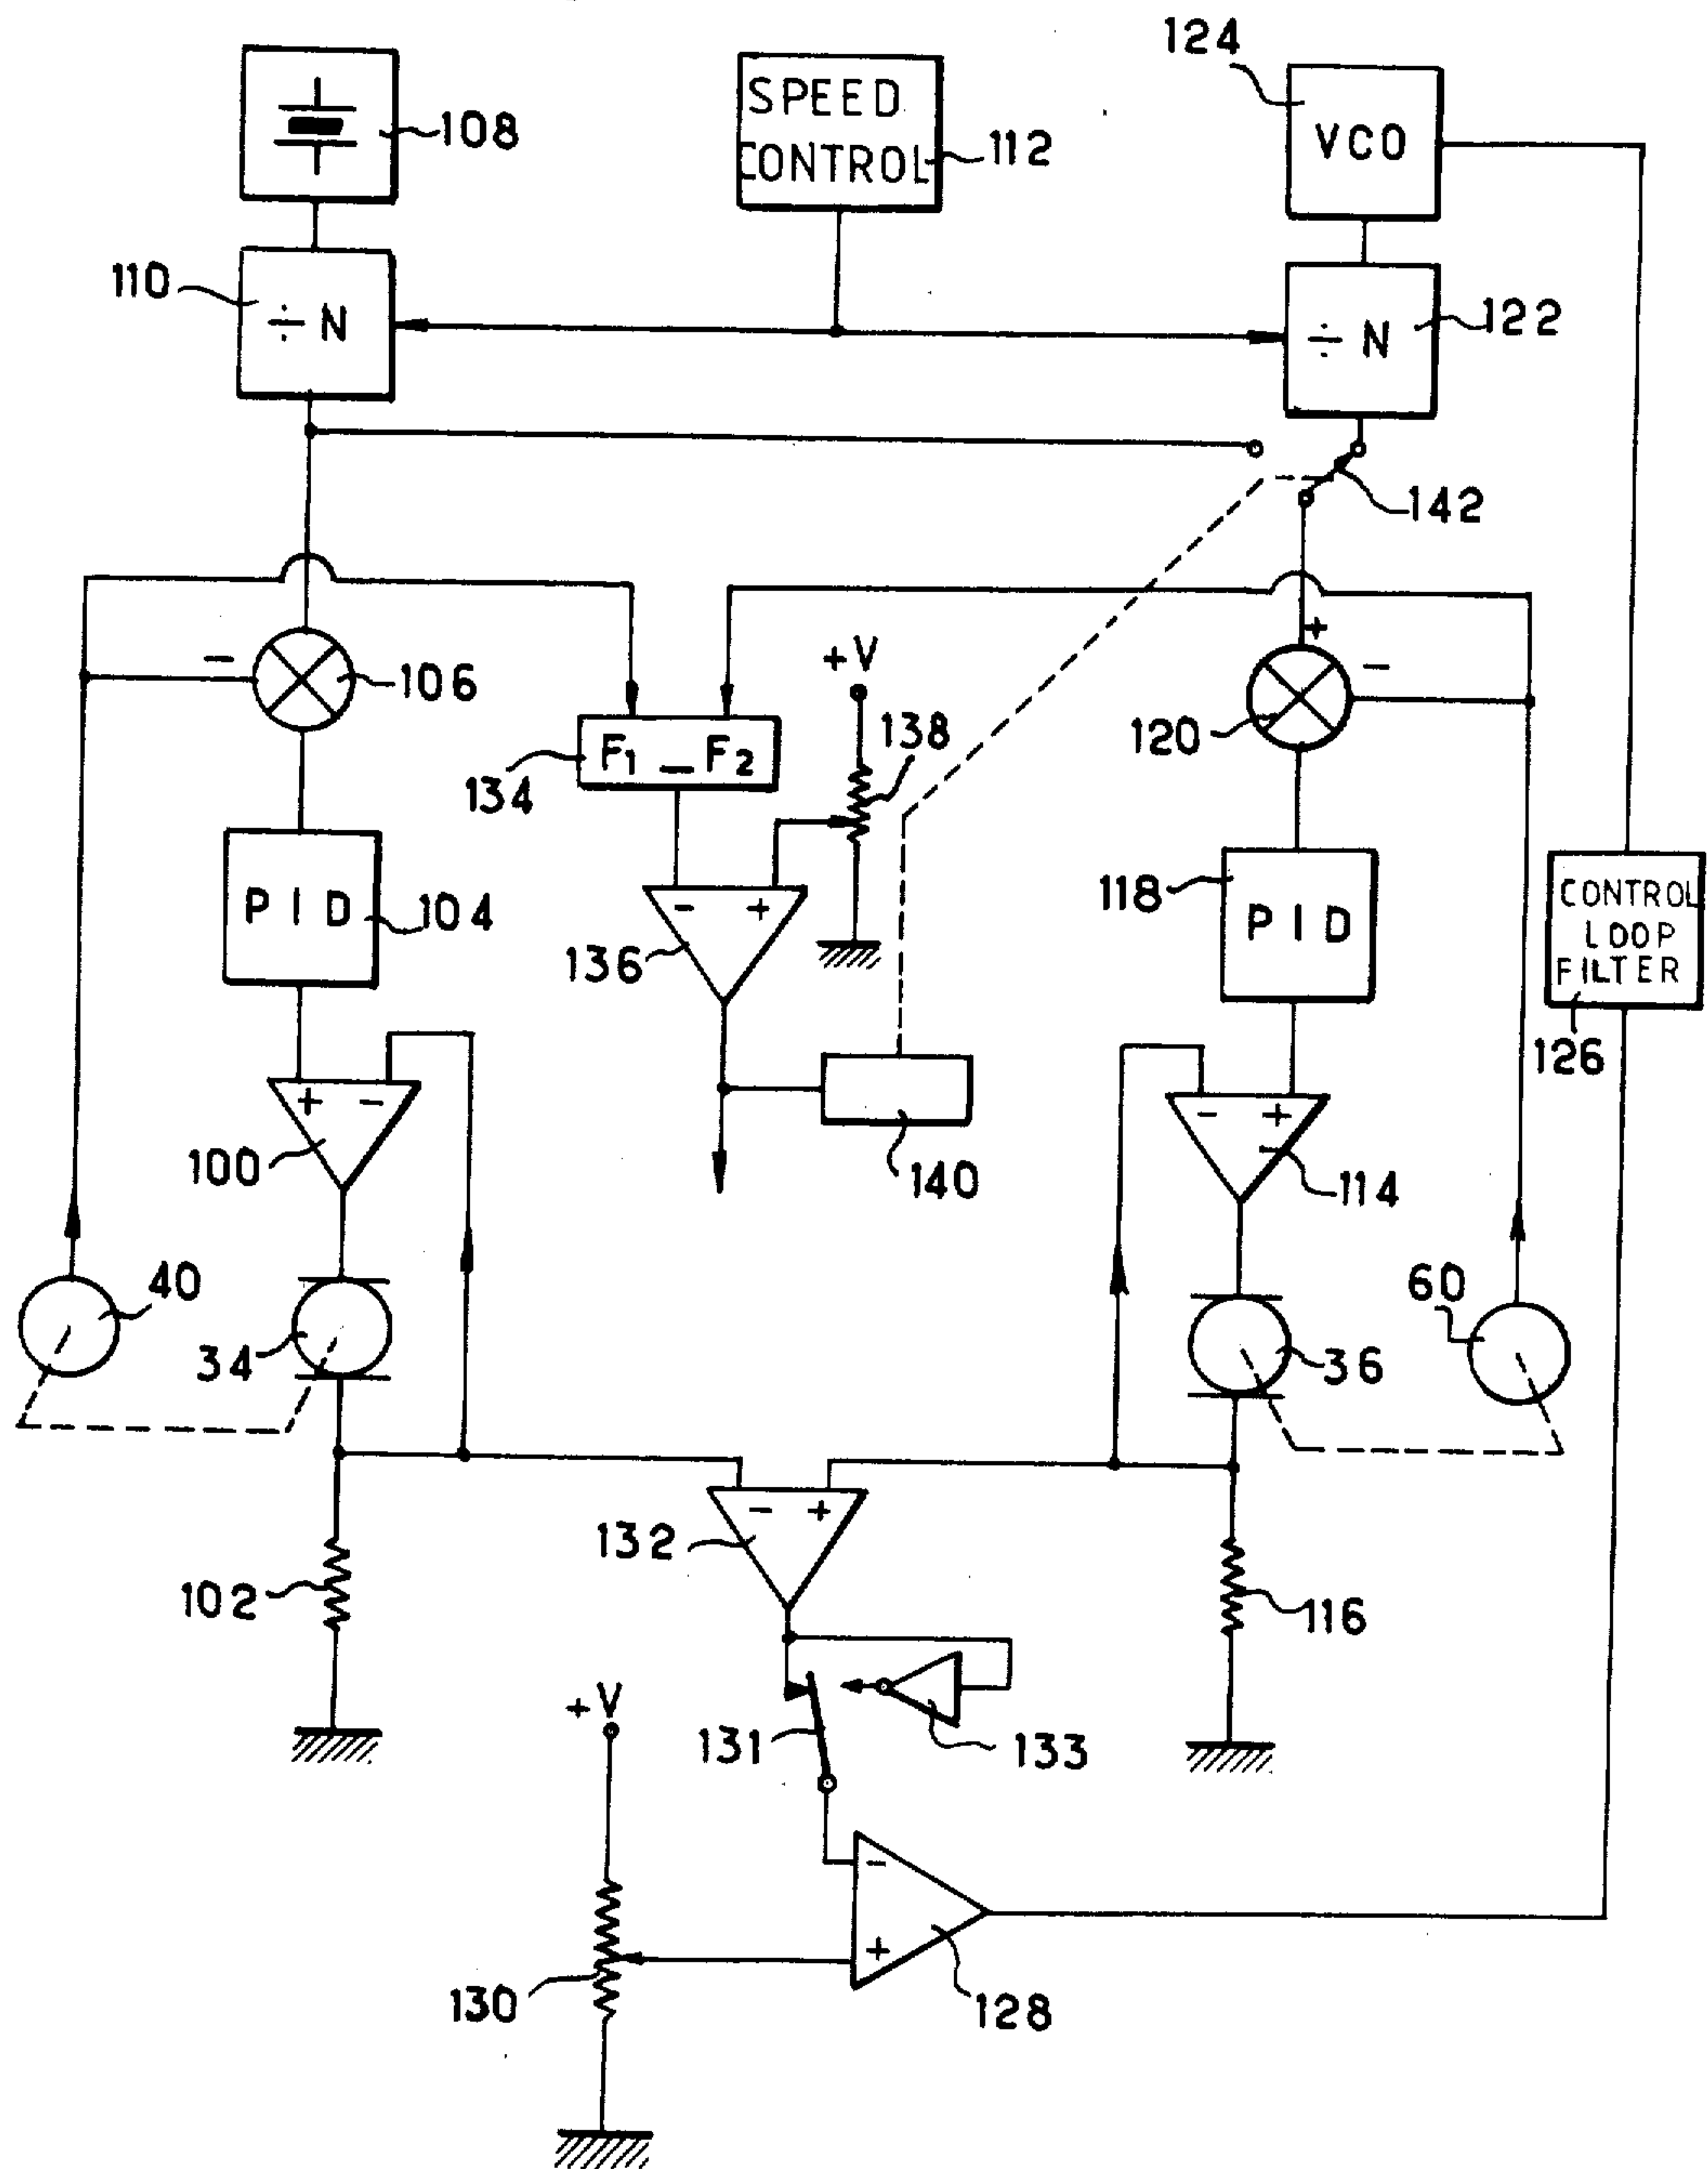 124
108
SPEED
CONTROL
112
VCO
110
÷ N
÷ N
122
142
+
+V
−
106
−
120
138
134
F1 − F2
PID
104
− +
136
118
PID
CONTROL
LOOP
FILTER
126
+ −
100
− +
114
140
40
34
60
36
− +
132
102
116
+V
131
133
−
+
130
128